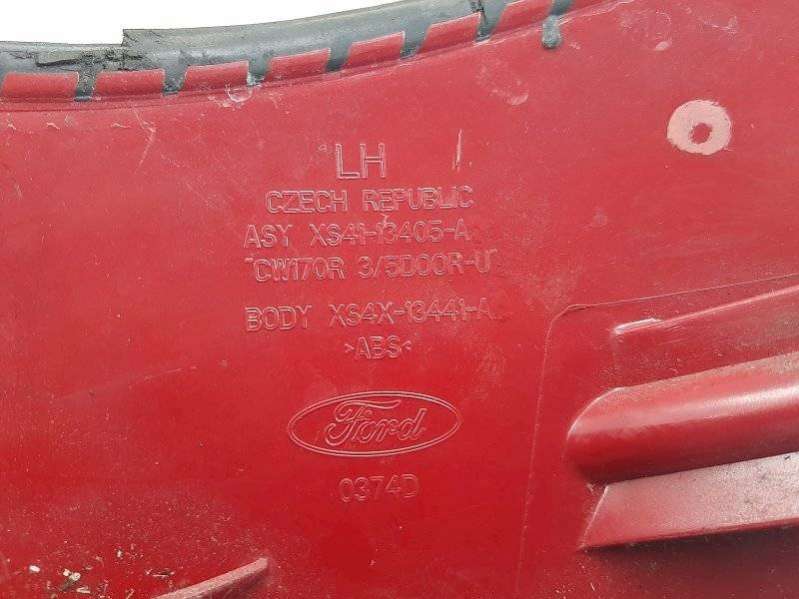 LH
CZECH REPUBLIC
ASY XS41-13405-A
"CW170R 3/5DOOR-U"
BODY XS4X-13441-A
>ABS<
Ford
0374D